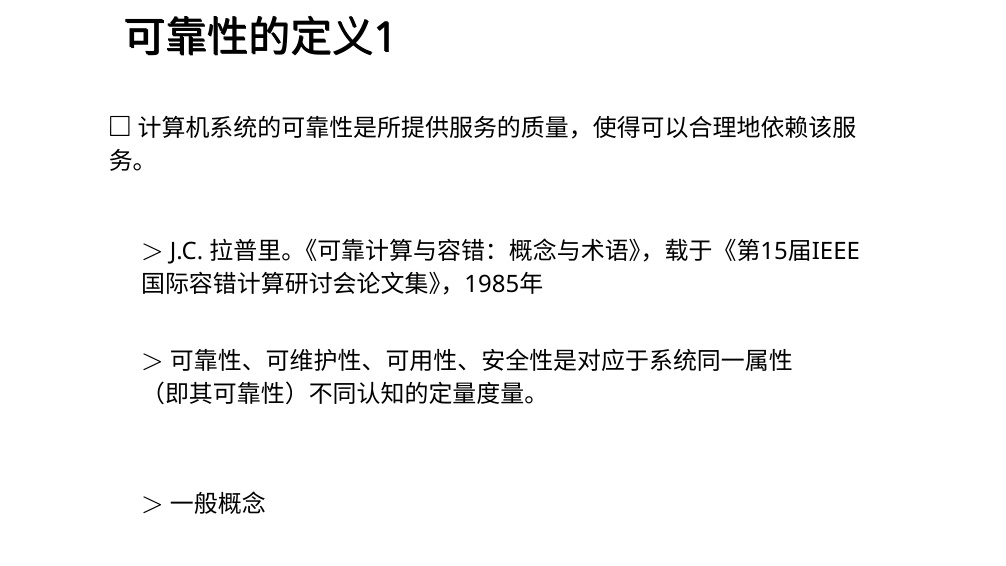 可靠性的定义1
□ 计算机系统的可靠性是所提供服务的质量，使得可以合理地依赖该服
务。
> J.C. 拉普里。《可靠计算与容错：概念与术语》，载于《第15届IEEE
国际容错计算研讨会论文集》，1985年
> 可靠性、可维护性、可用性、安全性是对应于系统同一属性
（即其可靠性）不同认知的定量度量。
> 一般概念